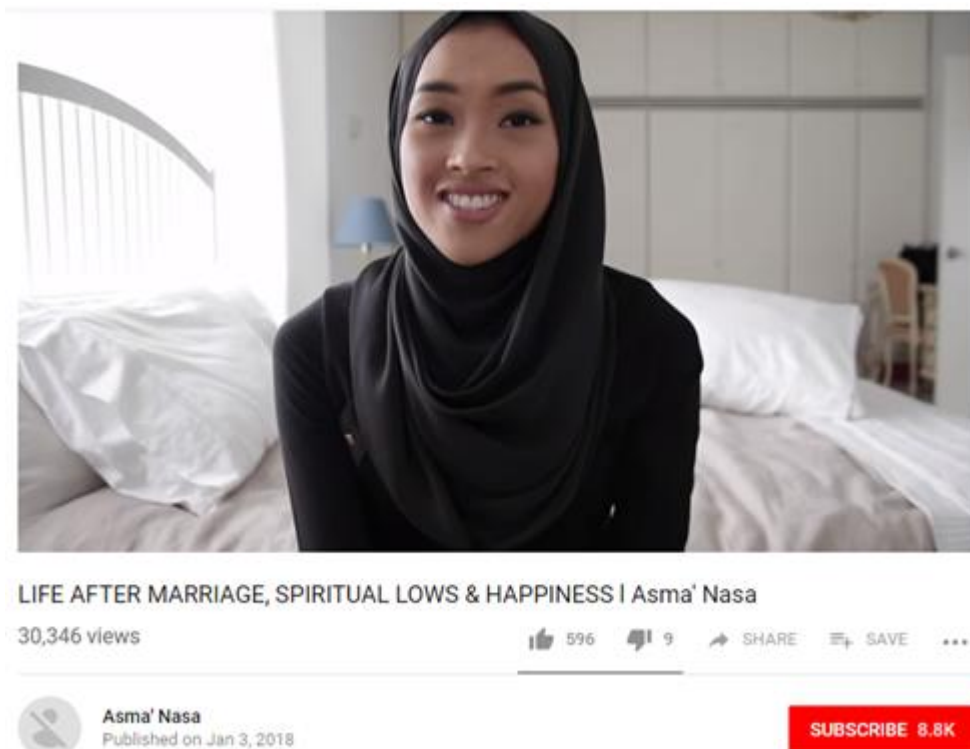 LIFE AFTER MARRIAGE, SPIRITUAL LOWS & HAPPINESS l Asma' Nasa
30,346 views 596 9 SHARE SAVE
Asma' Nasa
Published on Jan 3, 2018
SUBSCRIBE 8.8K